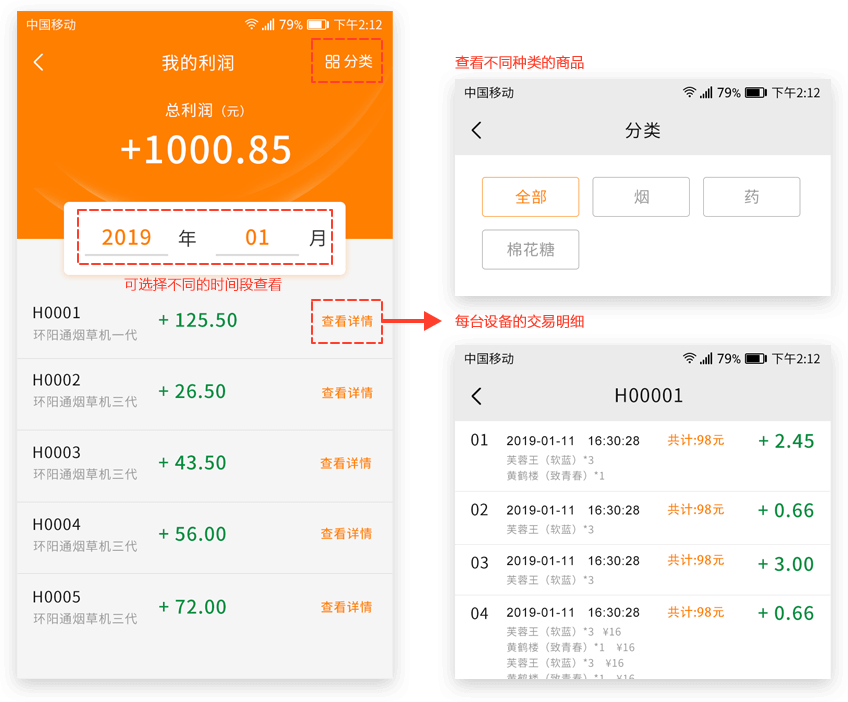 中国移动 79% 下午2:12
我的利润 分类
总利润（元）
+1000.85
2019 年 01 月
可选择不同的时间段查看
H0001
环阳通烟草机一代
+ 125.50
查看详情
H0002
环阳通烟草机三代
+ 26.50
查看详情
H0003
环阳通烟草机三代
+ 43.50
查看详情
H0004
环阳通烟草机三代
+ 56.00
查看详情
H0005
环阳通烟草机三代
+ 72.00
查看详情
查看不同种类的商品
中国移动 79% 下午2:12
分类
全部 烟 药
棉花糖
每台设备的交易明细
中国移动 79% 下午2:12
H00001
01 2019-01-11 16:30:28 共计:98元 + 2.45
芙蓉王（软蓝）*3
黄鹤楼（致青春）*1
02 2019-01-11 16:30:28 共计:98元 + 0.66
芙蓉王（软蓝）*3
03 2019-01-11 16:30:28 共计:98元 + 3.00
芙蓉王（软蓝）*3
04 2019-01-11 16:30:28 共计:98元 + 0.66
芙蓉王（软蓝）*3 ¥16
黄鹤楼（致青春）*1 ¥16
芙蓉王（软蓝）*3 ¥16
黄鹤楼（致青春）*1 ¥16